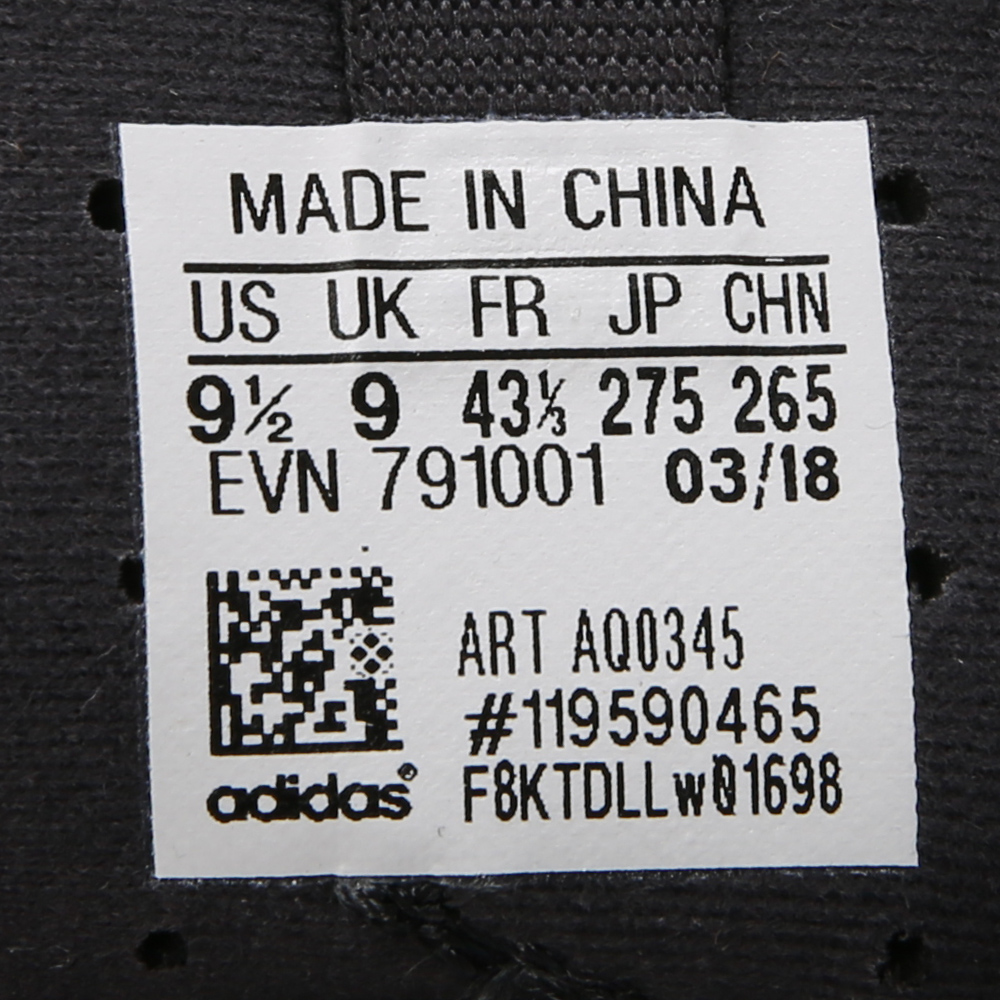 MADE IN CHINA
US UK FR JP CHN
9½ 9 43⅓ 275 265
EVN 791001 03/18
ART AQ0345
#119590465
F8KTDLLwQ1698
adidas®